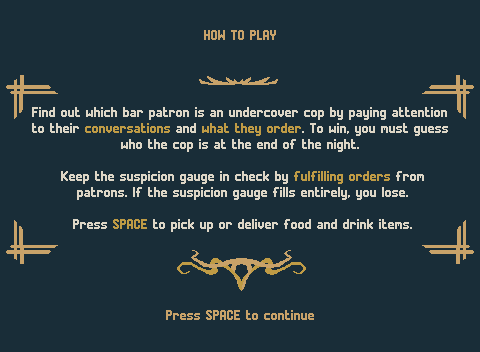 HOW TO PLAY
Find out which bar patron is an undercover cop by paying attention
to their conversations and what they order. To win, you must guess
who the cop is at the end of the night.
Keep the suspicion gauge in check by fulfilling orders from
patrons. If the suspicion gauge fills entirely, you lose.
Press SPACE to pick up or deliver food and drink items.
Press SPACE to continue